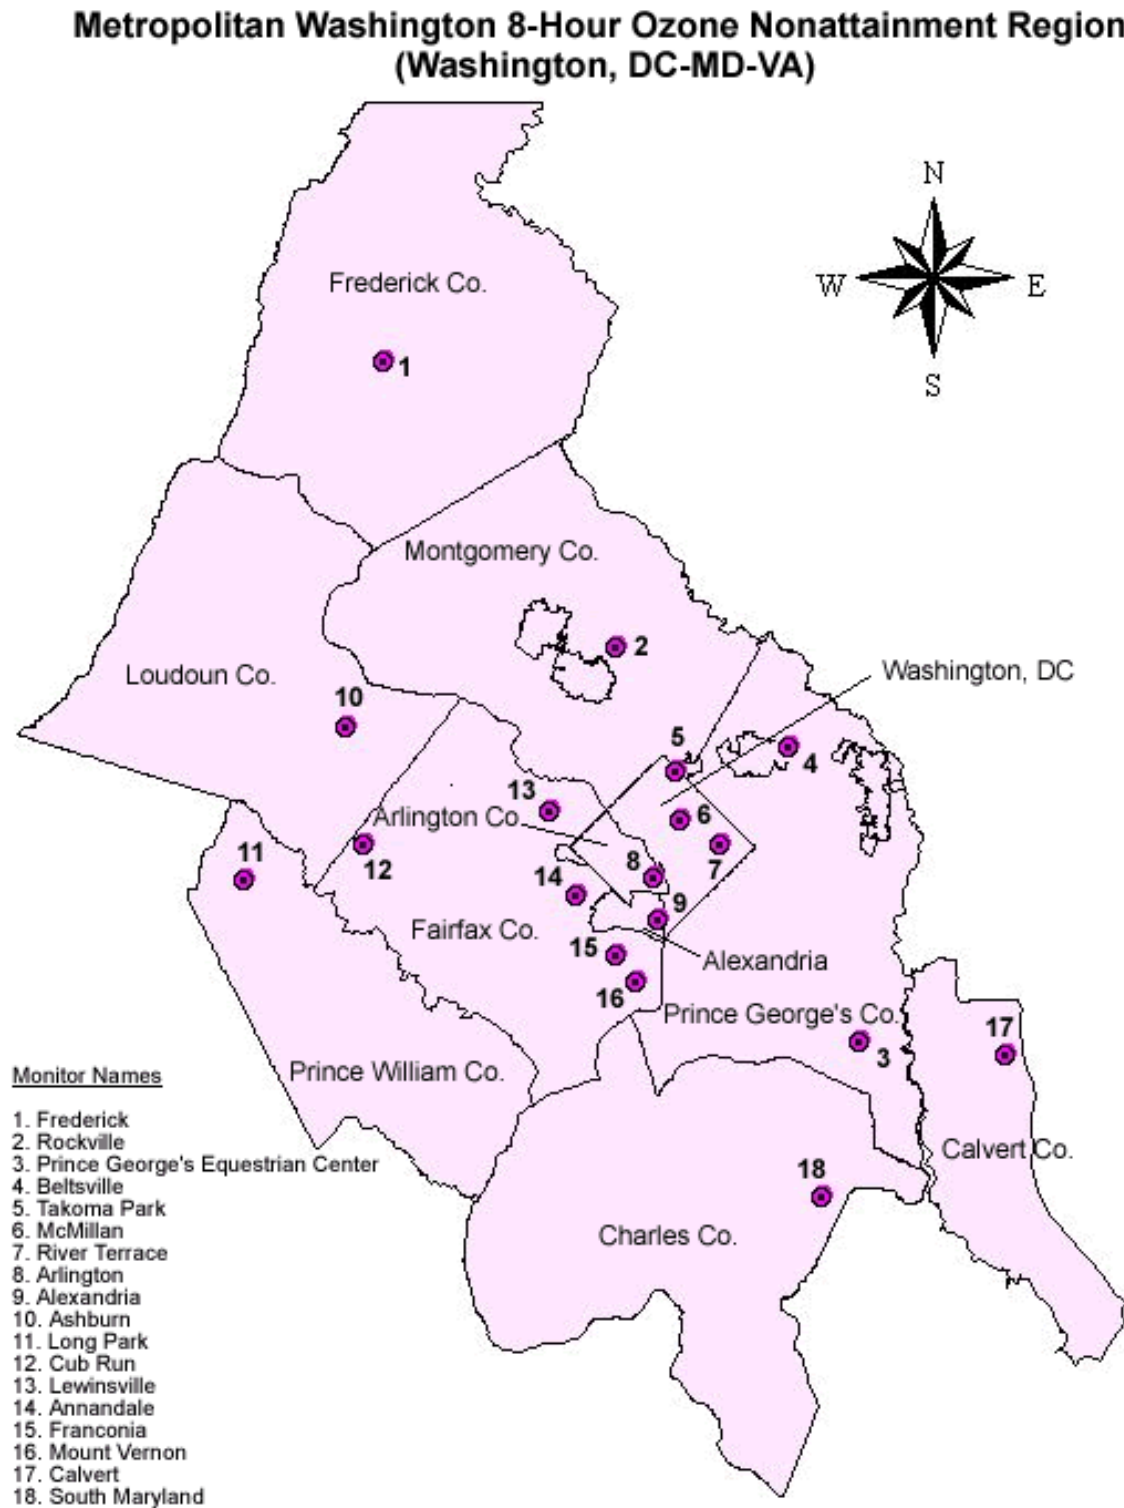 Metropolitan Washington 8-Hour Ozone Nonattainment Region
(Washington, DC-MD-VA)
N
W
E
S
Frederick Co.
1
Montgomery Co.
2
Loudoun Co.
10
Washington, DC
5
4
13
Arlington Co.
6
7
11
12
8
14
9
Fairfax Co.
15
Alexandria
16
Prince George's Co.
17
3
Prince William Co.
Calvert Co.
18
Charles Co.
Monitor Names
1. Frederick
2. Rockville
3. Prince George's Equestrian Center
4. Beltsville
5. Takoma Park
6. McMillan
7. River Terrace
8. Arlington
9. Alexandria
10. Ashburn
11. Long Park
12. Cub Run
13. Lewinsville
14. Annandale
15. Franconia
16. Mount Vernon
17. Calvert
18. South Maryland